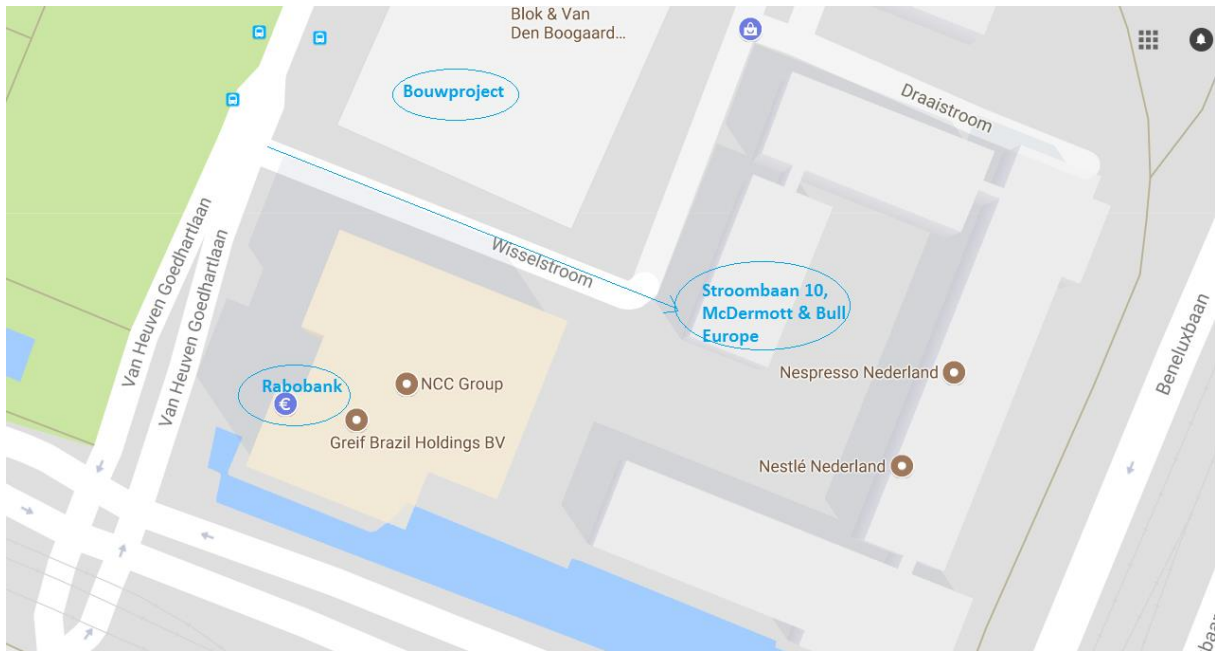 Blok & Van
Den Boogaard...
Bouwproject
Draaistroom
Van Heuven Goedhartlaan
Van Heuven Goedhartlaan
Wisselstroom
Stroombaan 10,
McDermott & Bull
Europe
Beneluxbaan
Rabobank
€
NCC Group
Nespresso Nederland
Greif Brazil Holdings BV
Nestlé Nederland
baan